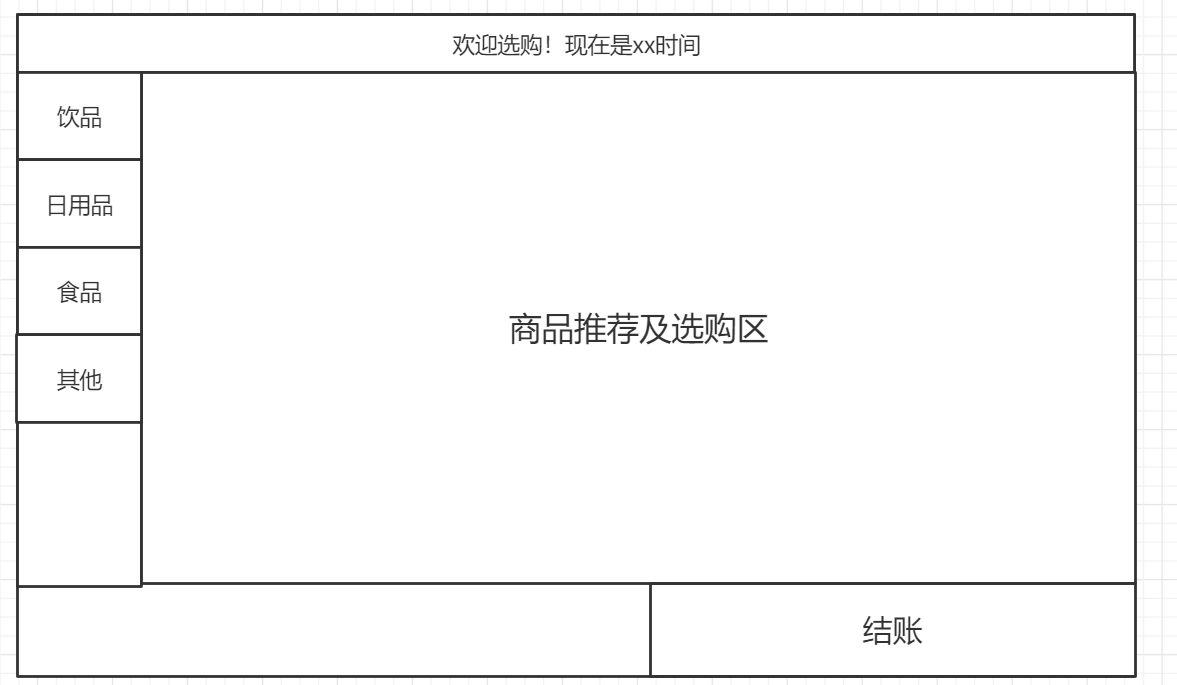 欢迎选购！现在是xx时间
饮品
日用品
食品
其他
商品推荐及选购区
结账